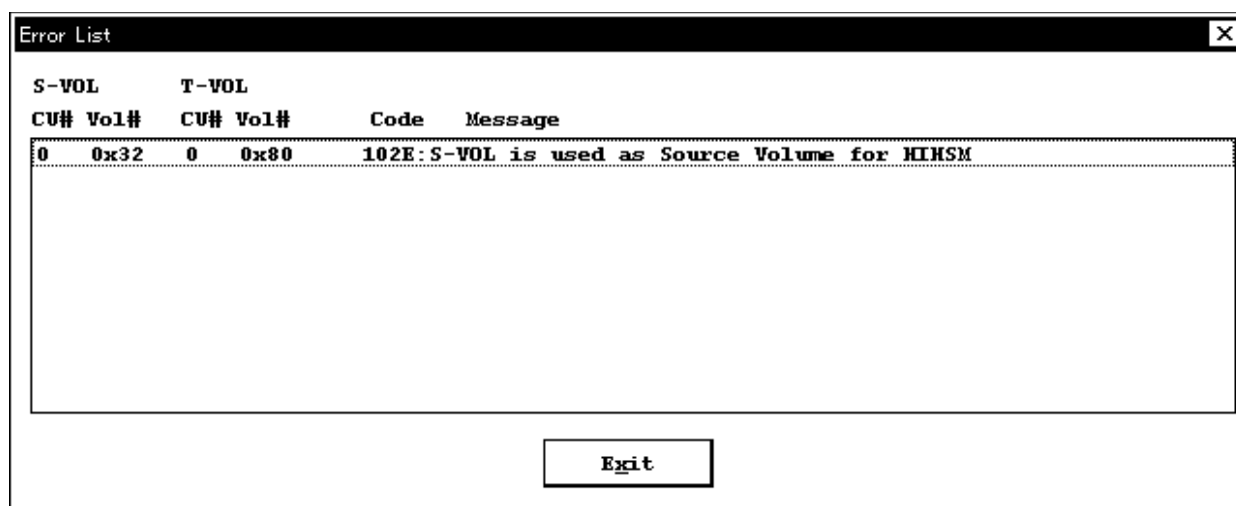 Error List
S-VOL T-VOL
CU# Vol# CU# Vol# Code Message
0 0x32 0 0x80 102E:S-VOL is used as Source Volume for HIHSM
Exit